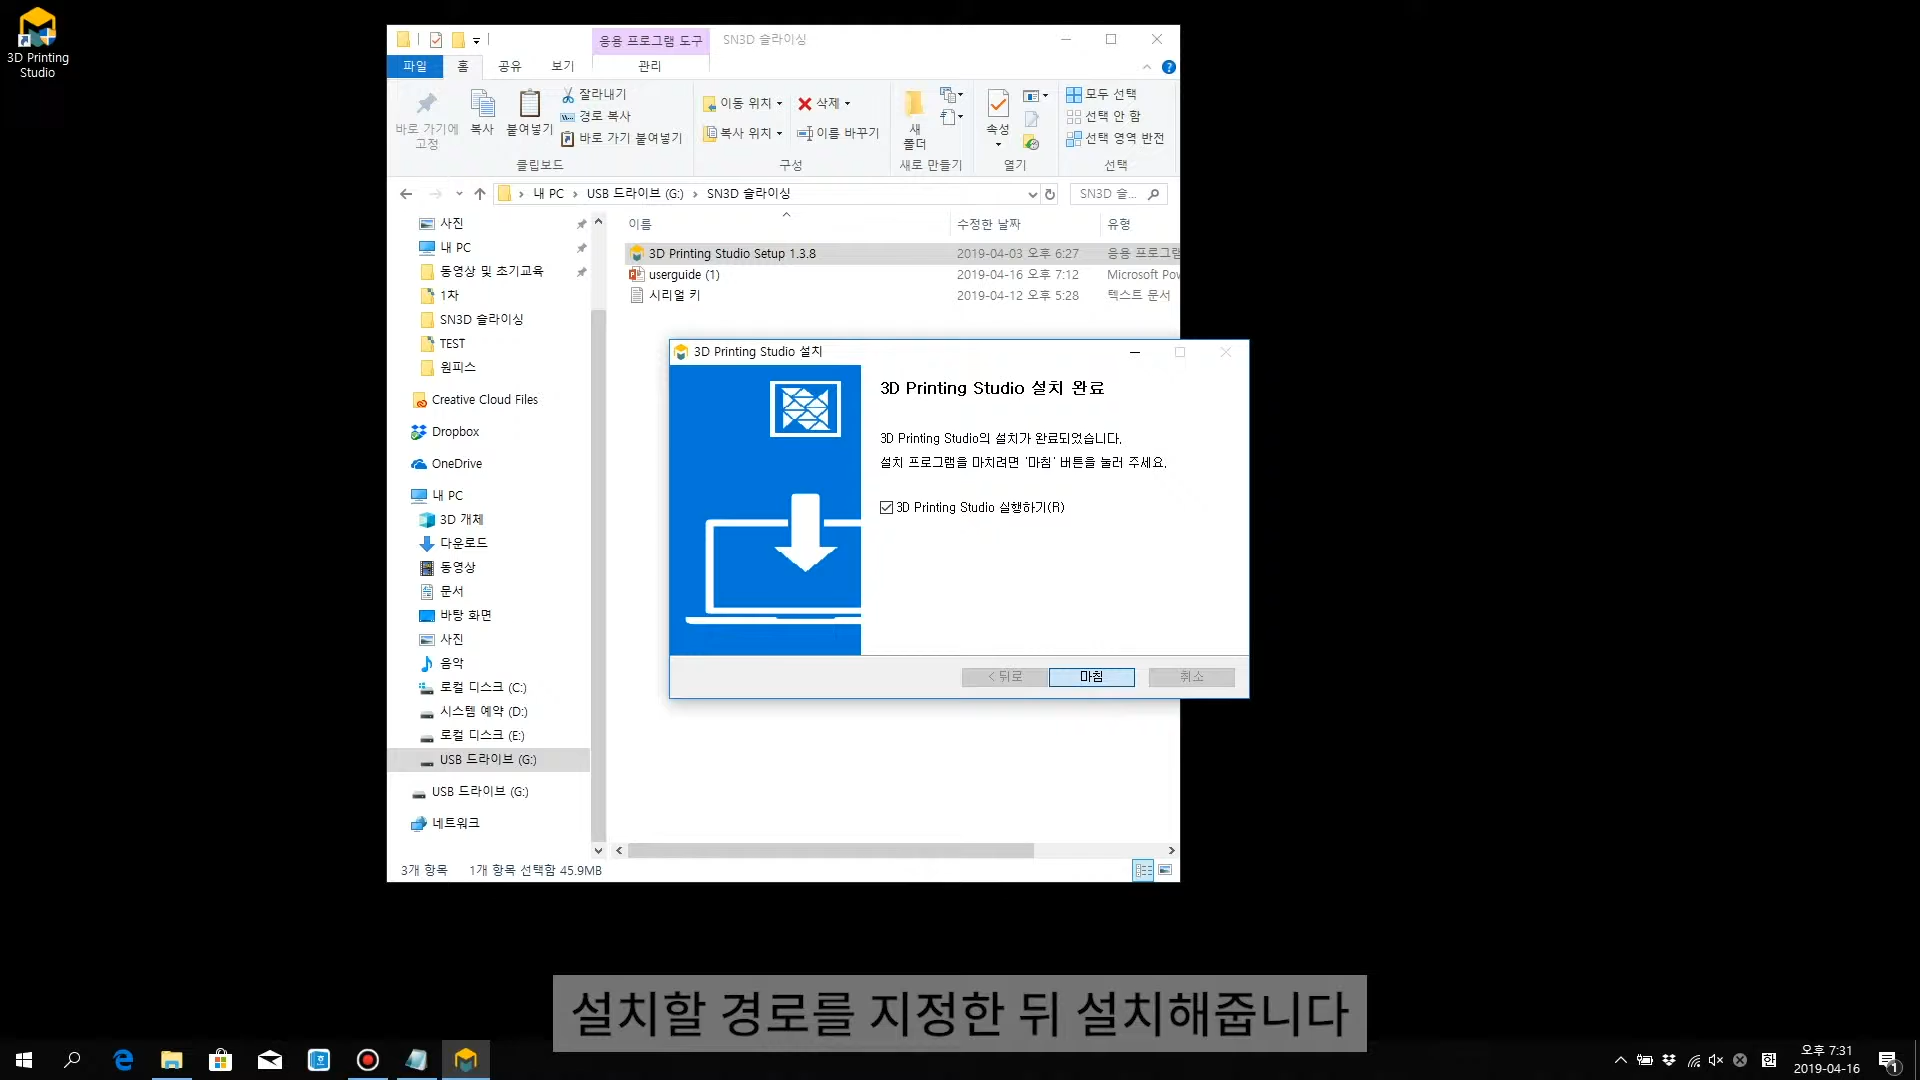 3D Printing
Studio
응용 프로그램 도구
SN3D 슬라이싱
파일
홈
공유
보기
관리
바로 가기에
고정
복사
붙여넣기
잘라내기
경로 복사
바로 가기 붙여넣기
클립보드
이동 위치
복사 위치
삭제
이름 바꾸기
구성
새
폴더
새로 만들기
속성
열기
모두 선택
선택 안 함
선택 영역 반전
선택
내 PC › USB 드라이브 (G:) › SN3D 슬라이싱
SN3D 슬...
사진
내 PC
동영상 및 초기교육
1차
SN3D 슬라이싱
TEST
원피스
Creative Cloud Files
Dropbox
OneDrive
내 PC
3D 개체
다운로드
동영상
문서
바탕 화면
사진
음악
로컬 디스크 (C:)
시스템 예약 (D:)
로컬 디스크 (E:)
USB 드라이브 (G:)
USB 드라이브 (G:)
네트워크
이름 수정한 날짜 유형
3D Printing Studio Setup 1.3.8 2019-04-03 오후 6:27 응용 프로그램
userguide (1) 2019-04-16 오후 7:12 Microsoft Pow
시리얼 키 2019-04-12 오후 5:28 텍스트 문서
3D Printing Studio 설치
3D Printing Studio 설치 완료
3D Printing Studio의 설치가 완료되었습니다.
설치 프로그램을 마치려면 '마침' 버튼을 눌러 주세요.
3D Printing Studio 실행하기(R)
< 뒤로
마침
취소
3개 항목 1개 항목 선택함 45.9MB
설치할 경로를 지정한 뒤 설치해줍니다
한
오후 7:31
2019-04-16
1